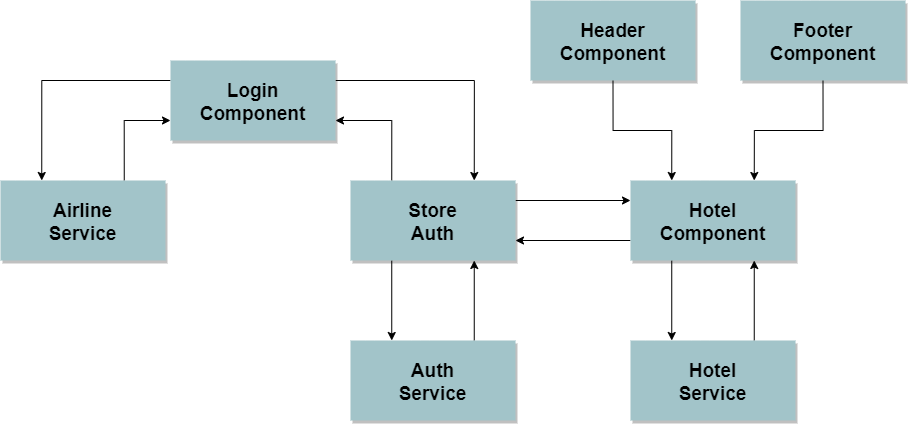 Header
Component
Footer
Component
Login
Component
Airline
Service
Store
Auth
Hotel
Component
Auth
Service
Hotel
Service